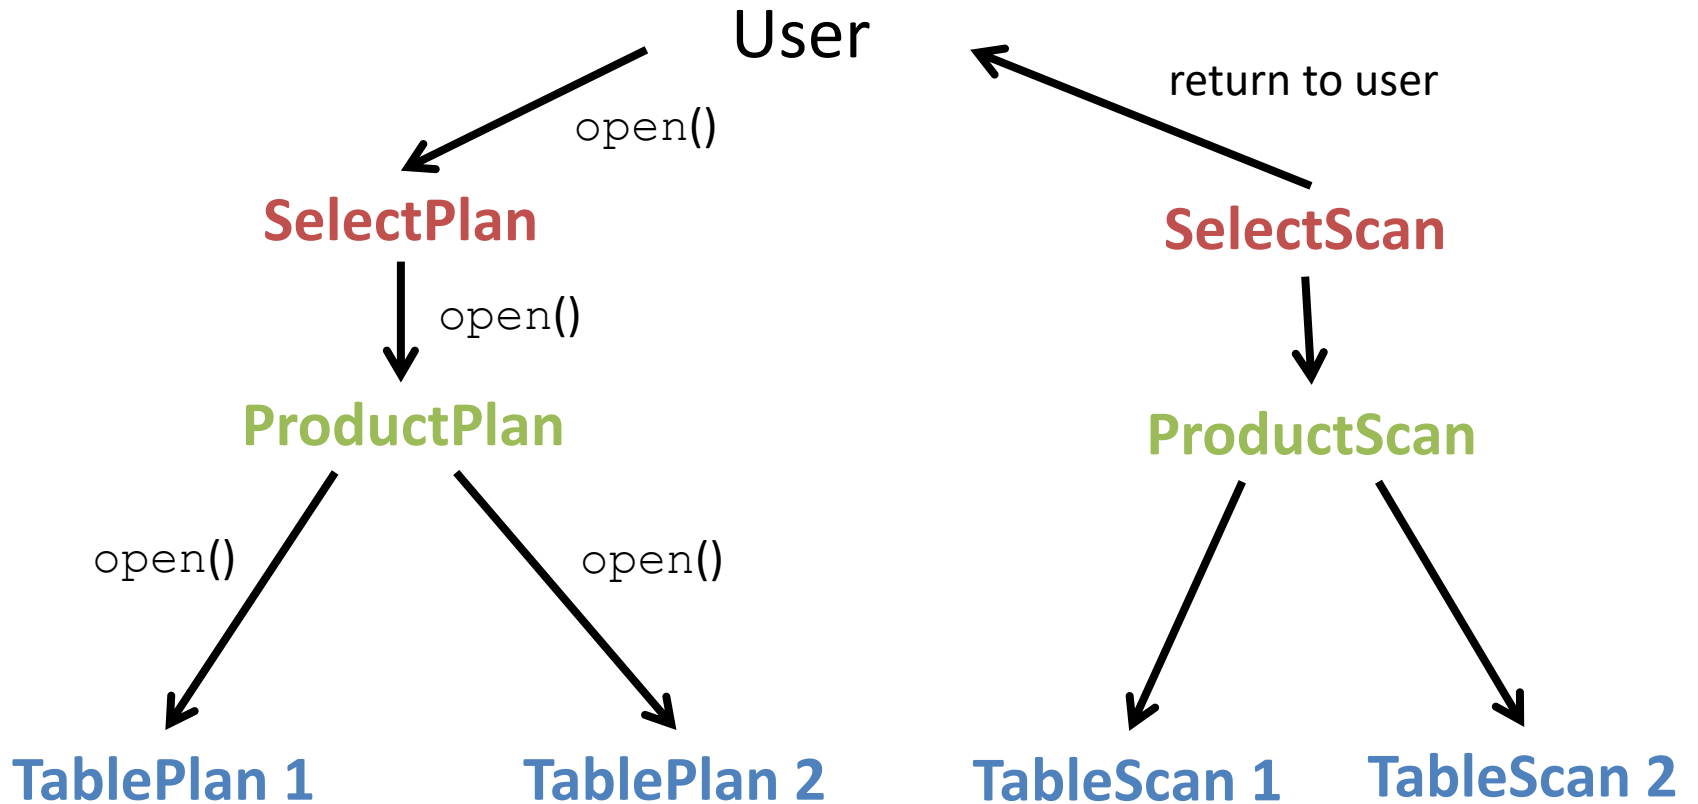 User
return to user
open()
SelectPlan
SelectScan
open()
ProductPlan
ProductScan
open()
open()
TablePlan 1
TablePlan 2
TableScan 1
TableScan 2